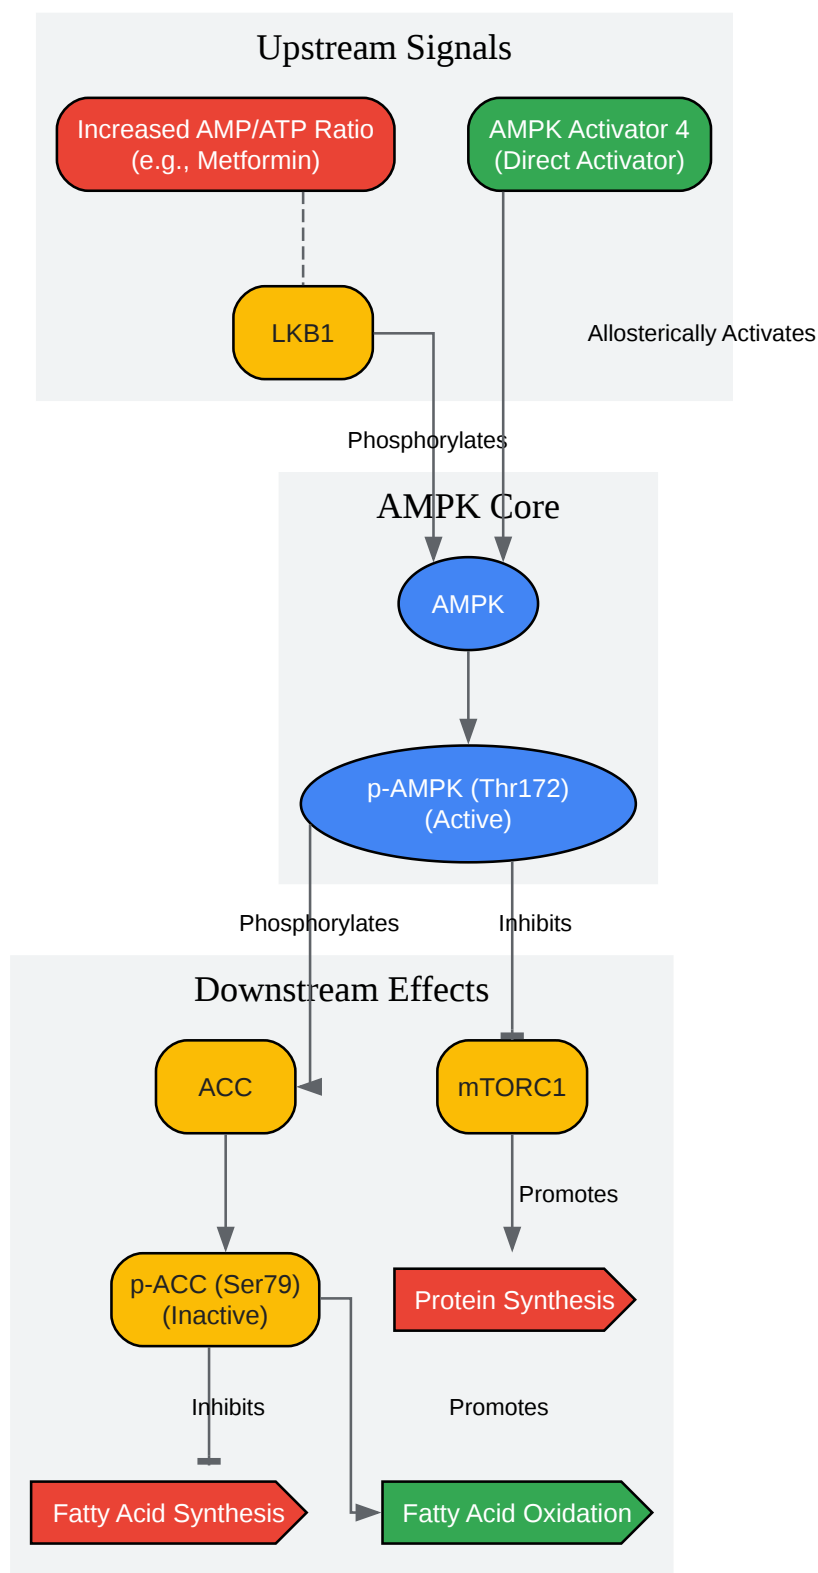 Upstream Signals
Increased AMP/ATP Ratio
(e.g., Metformin)
AMPK Activator 4
(Direct Activator)
LKB1
Allosterically Activates
Phosphorylates
AMPK Core
AMPK
p-AMPK (Thr172)
(Active)
Phosphorylates
Inhibits
Downstream Effects
ACC
mTORC1
Promotes
p-ACC (Ser79)
(Inactive)
Protein Synthesis
Inhibits
Promotes
Fatty Acid Synthesis
Fatty Acid Oxidation